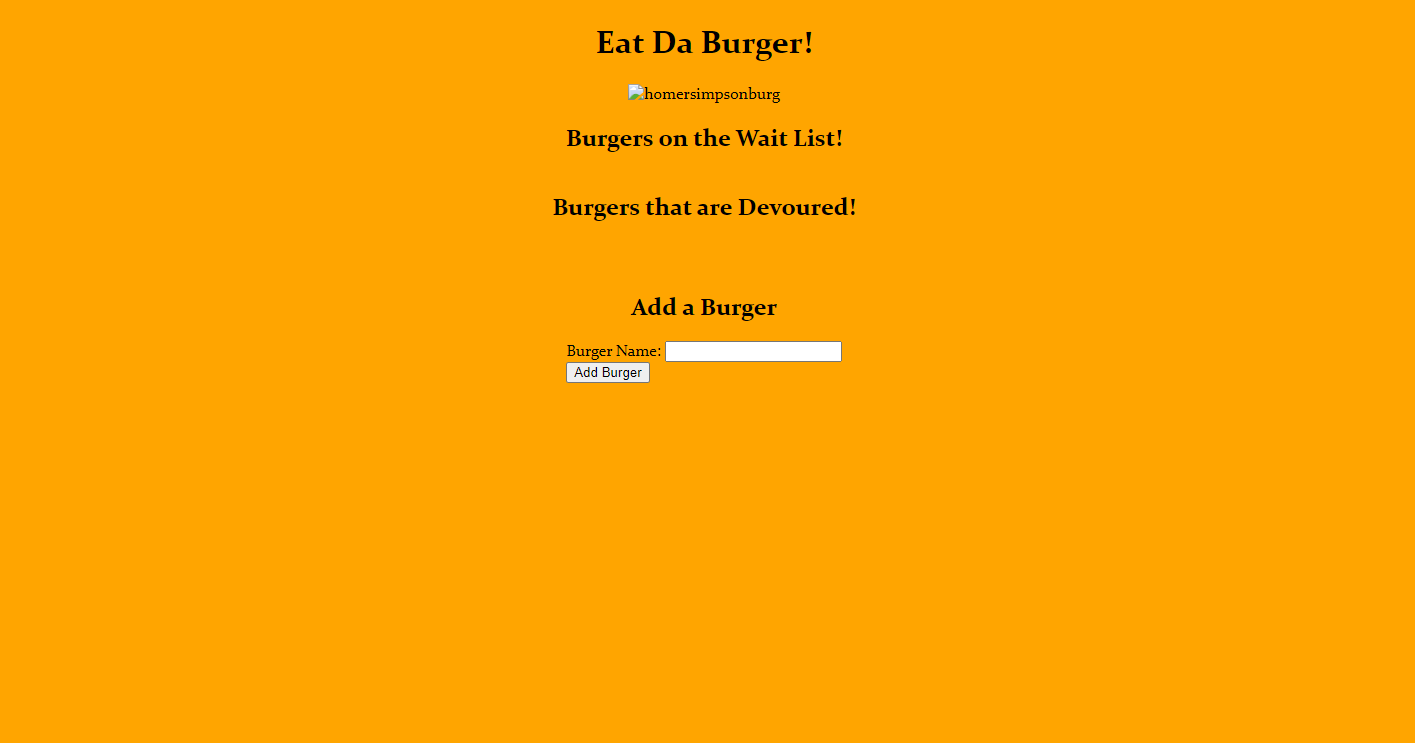 Eat Da Burger!
homersimpsonburg
Burgers on the Wait List!
Burgers that are Devoured!
Add a Burger
Burger Name:
Add Burger